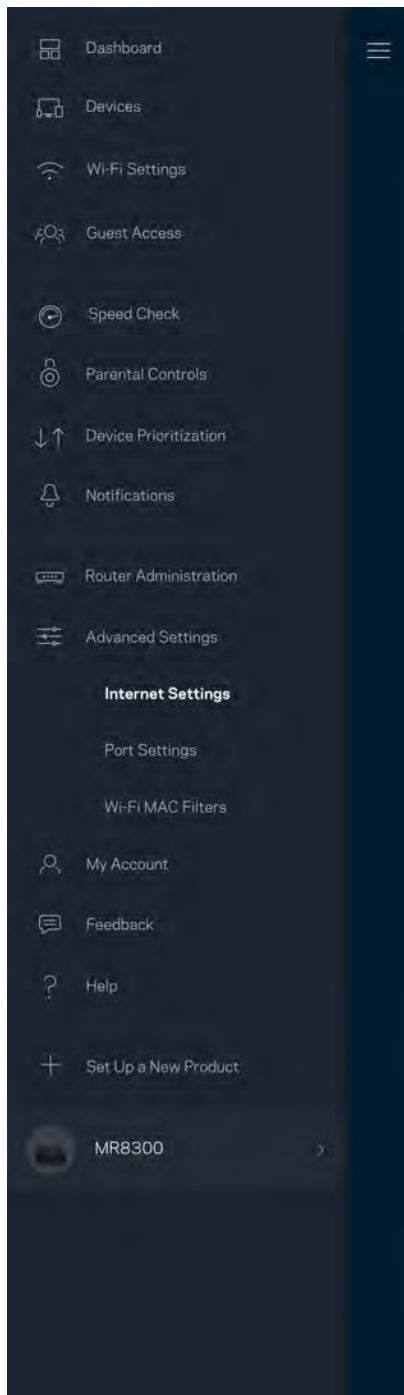 Dashboard
Devices
Wi-Fi Settings
Guest Access
Speed Check
Parental Controls
Device Prioritization
Notifications
Router Administration
Advanced Settings
Internet Settings
Port Settings
Wi-Fi MAC Filters
My Account
Feedback
Help
Set Up a New Product
MR8300